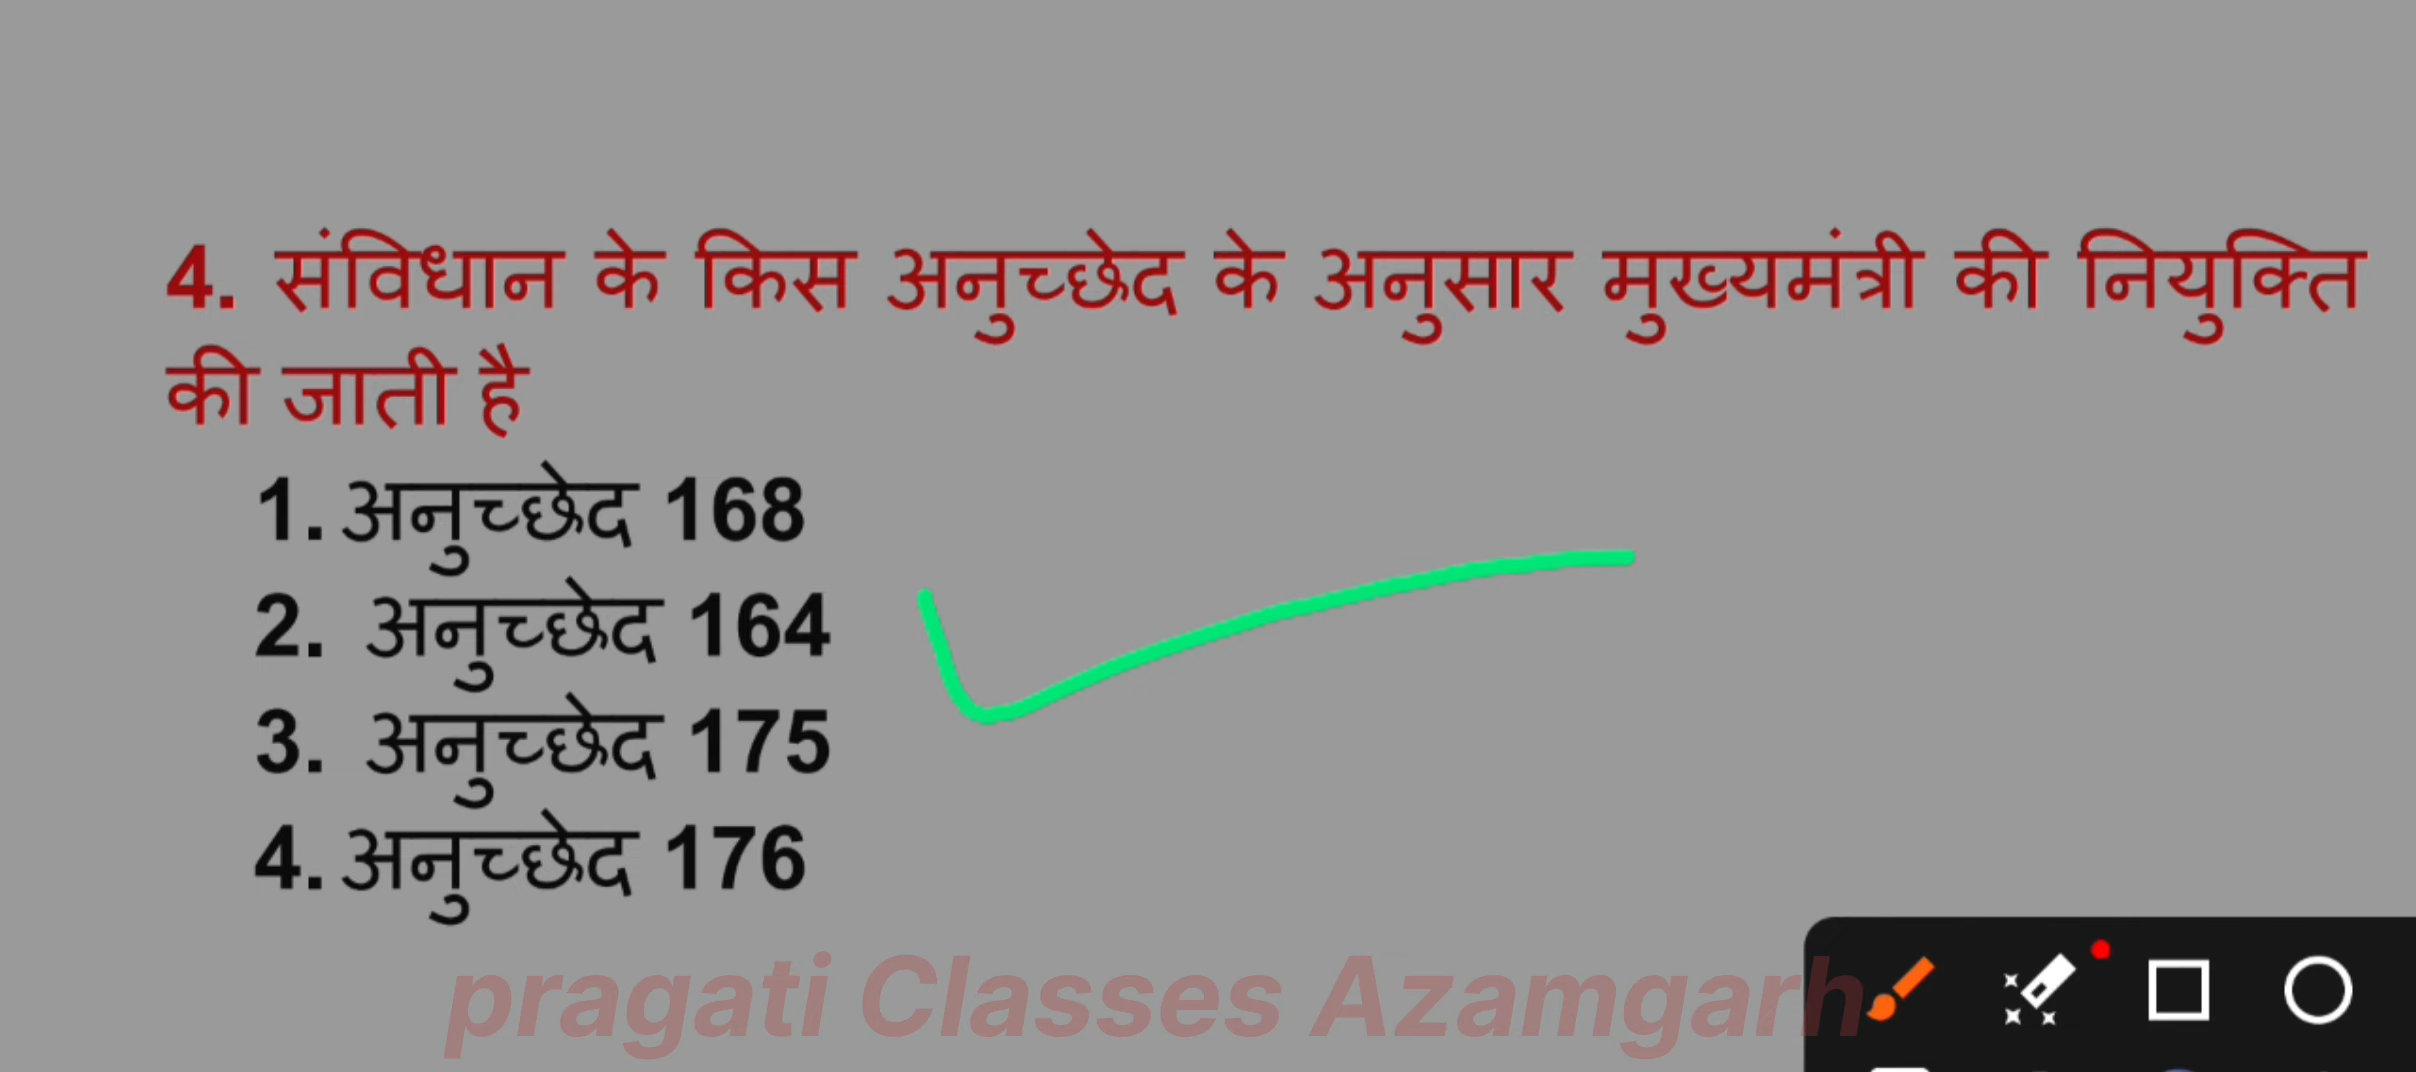 4. संविधान के किस अनुच्छेद के अनुसार मुख्यमंत्री की नियुक्ति
की जाती है
1. अनुच्छेद 168
2. अनुच्छेद 164
3. अनुच्छेद 175
4. अनुच्छेद 176
pragati Classes Azamgarh